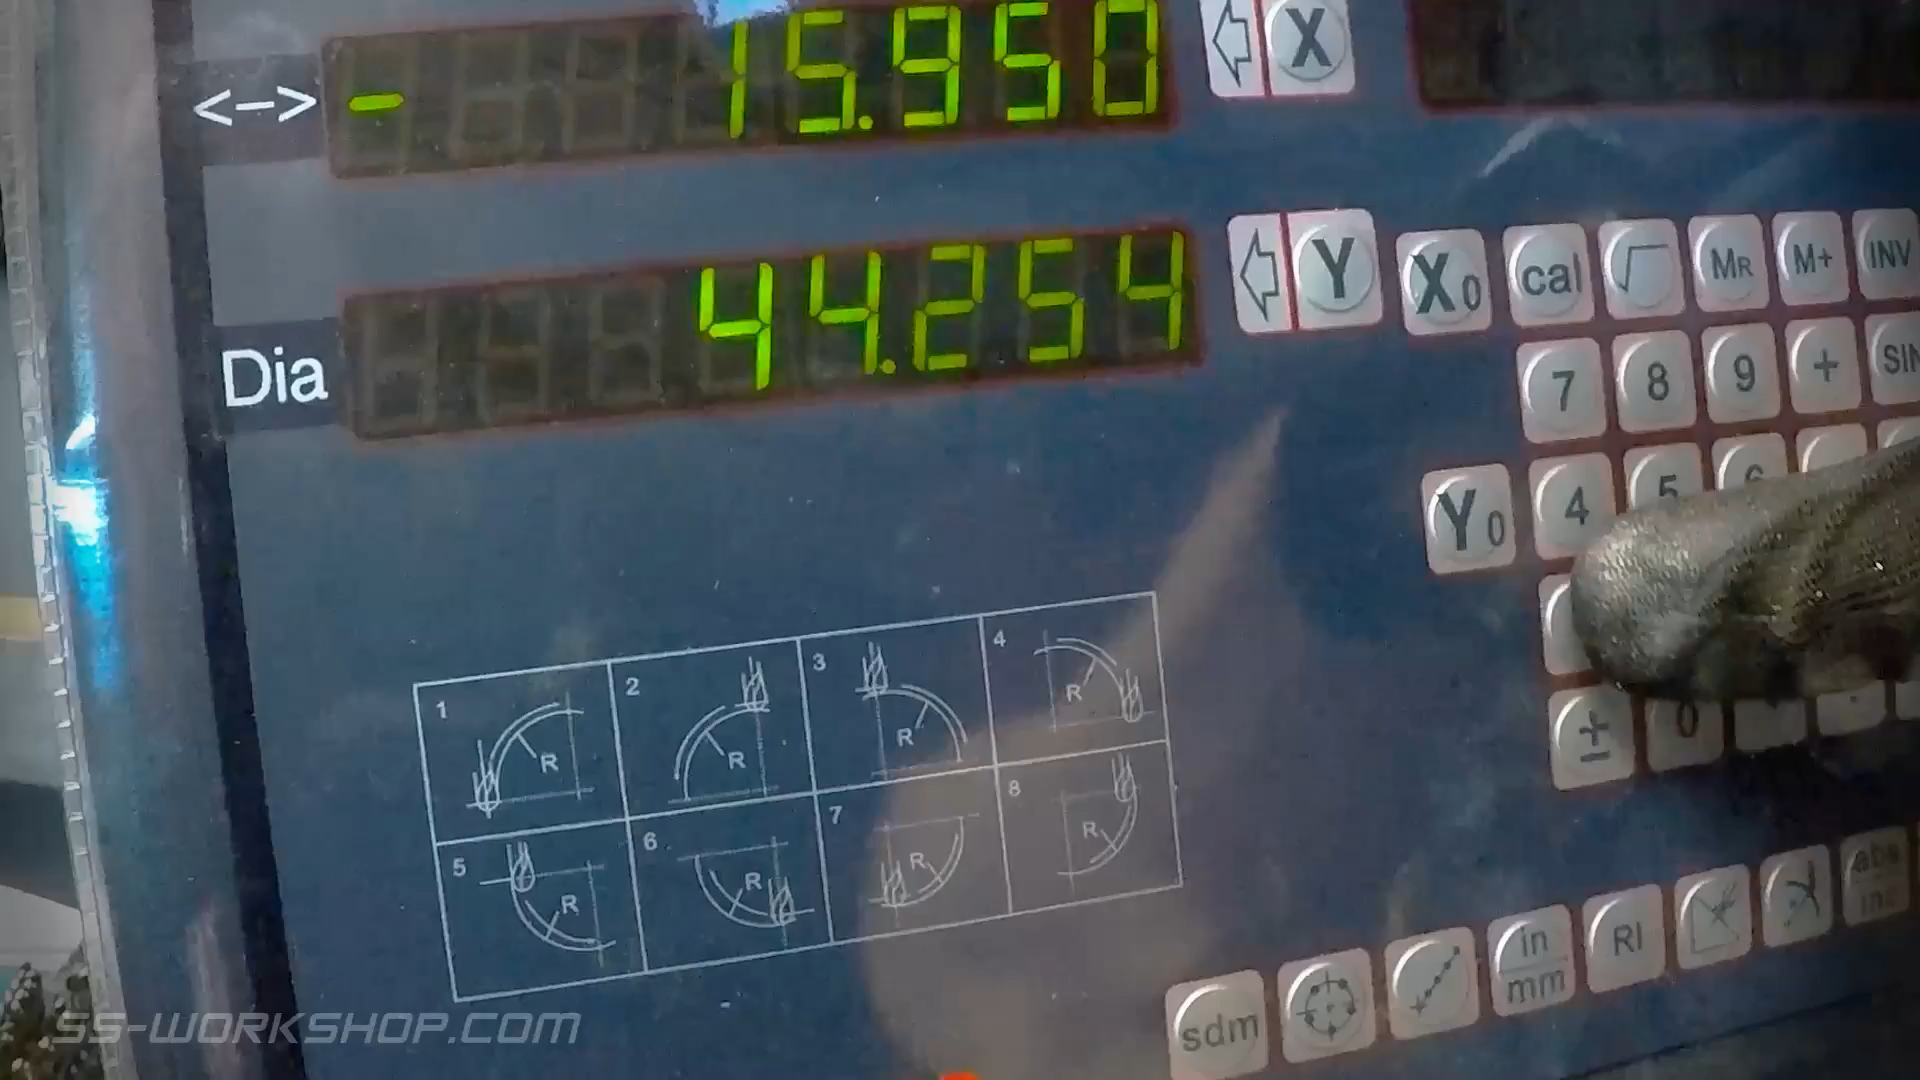 <-> - 15.950 X
Dia 44.254 Y
X0 cal MR M+ INV
7 8 9 + SIN
Y0 4 5 6
± 0
1 R 2 R 3 R 4 R
5 R 6 R 7 R 8 R
sdm in mm RI abs inc
SS-WORKSHOP.COM